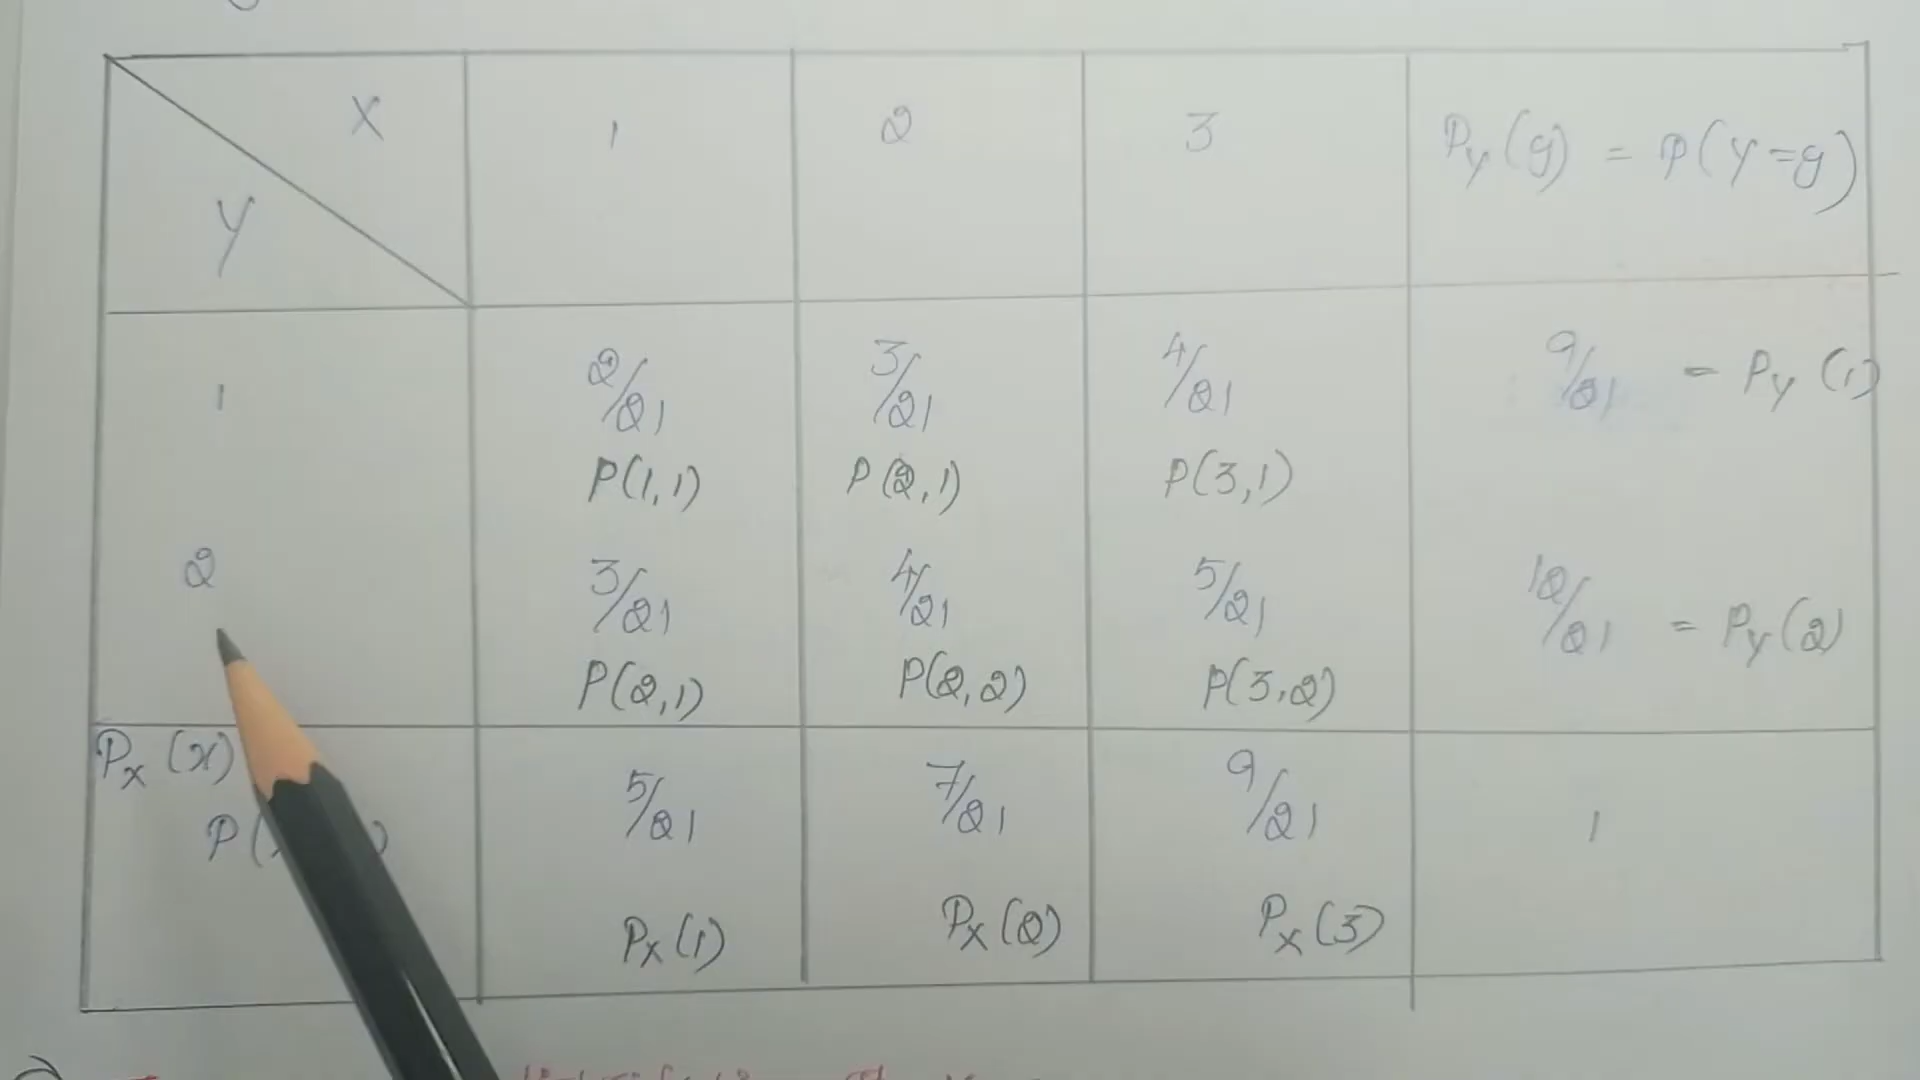 X 1 2 3 Py(y) = P(Y=y)
Y
1 2/21 3/21 4/21 9/21 = Py(1)
P(1,1) P(2,1) P(3,1)
2 3/21 4/21 5/21 12/21 = Py(2)
P(2,1) P(2,2) P(3,2)
Px(x) 5/21 7/21 9/21 1
P(
Px(1) Px(2) Px(3)